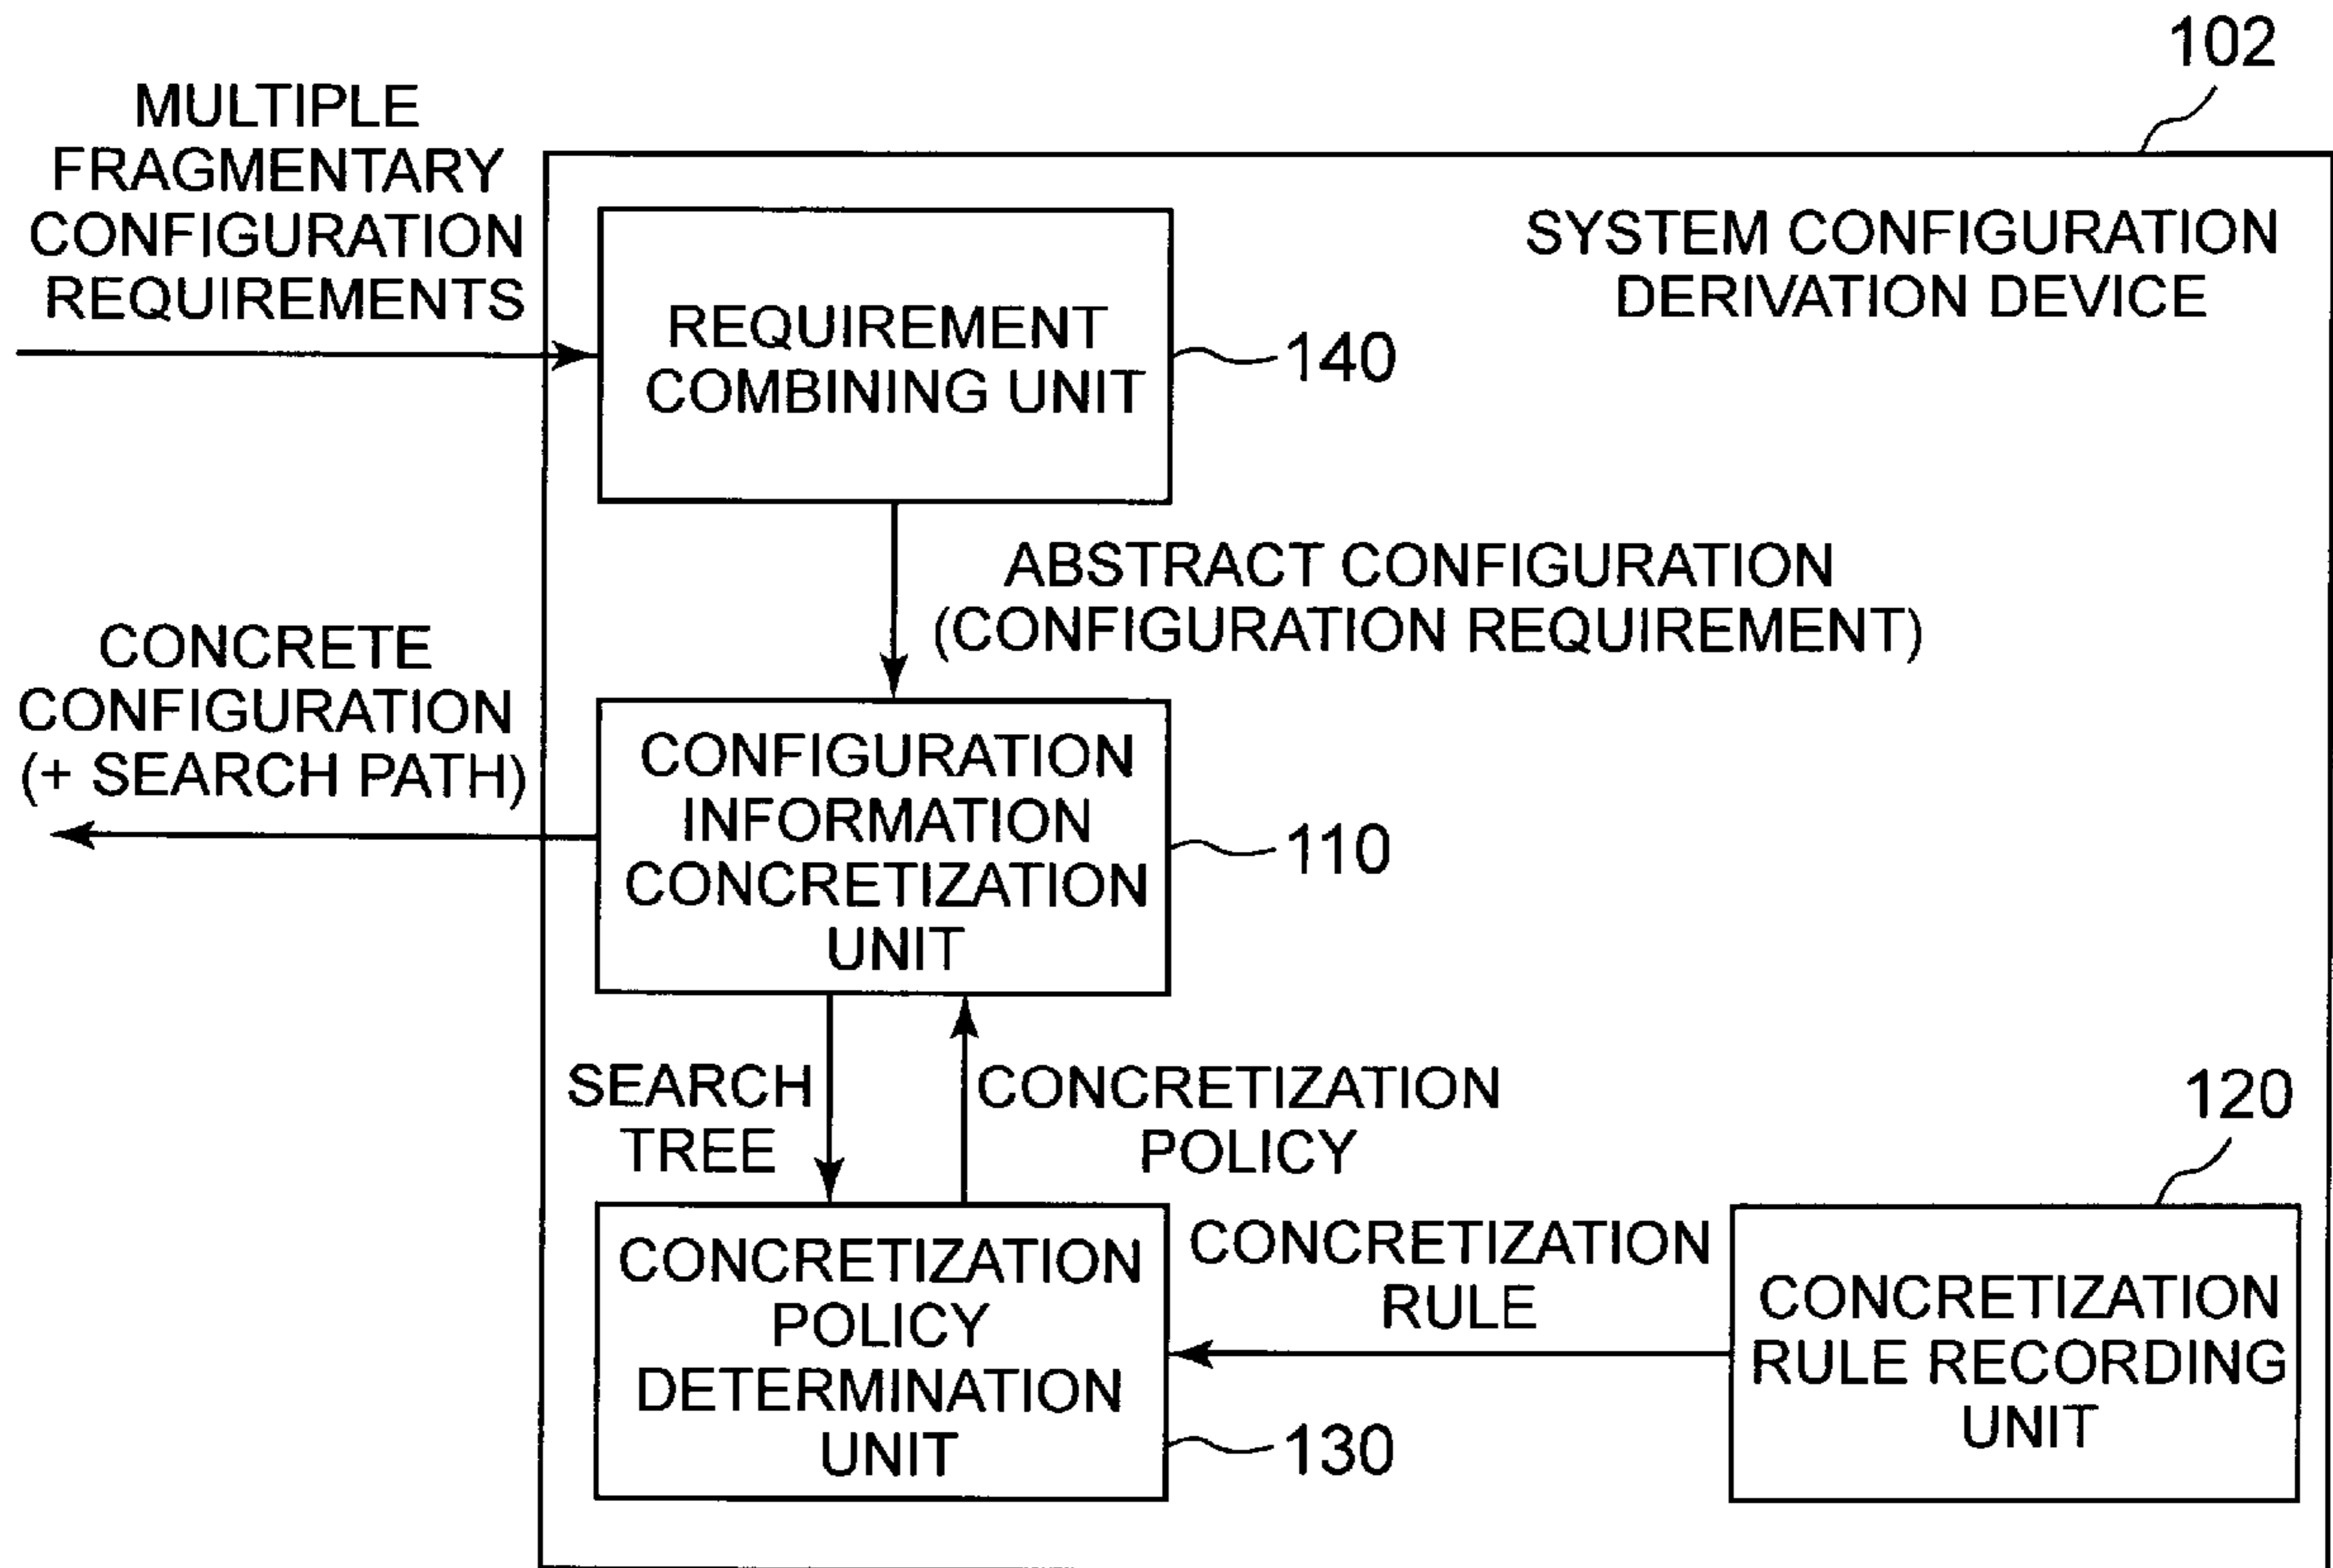 102
MULTIPLE
FRAGMENTARY
CONFIGURATION
REQUIREMENTS
SYSTEM CONFIGURATION
DERIVATION DEVICE
REQUIREMENT
COMBINING UNIT
140
ABSTRACT CONFIGURATION
(CONFIGURATION REQUIREMENT)
CONCRETE
CONFIGURATION
(+ SEARCH PATH)
CONFIGURATION
INFORMATION
CONCRETIZATION
UNIT
110
SEARCH
TREE
CONCRETIZATION
POLICY
120
CONCRETIZATION
POLICY
DETERMINATION
UNIT
130
CONCRETIZATION
RULE
CONCRETIZATION
RULE RECORDING
UNIT